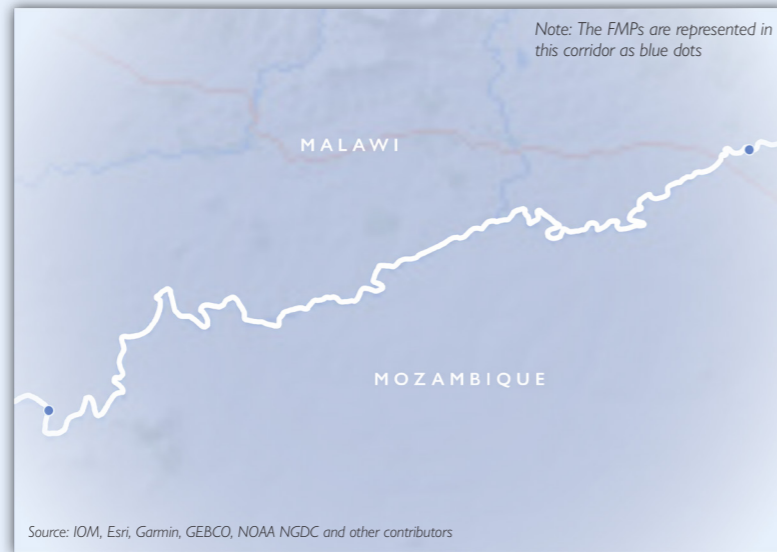 Note: The FMPs are represented in
this corridor as blue dots
MALAWI
MOZAMBIQUE
Source: IOM, Esri, Garmin, GEBCO, NOAA NGDC and other contributors